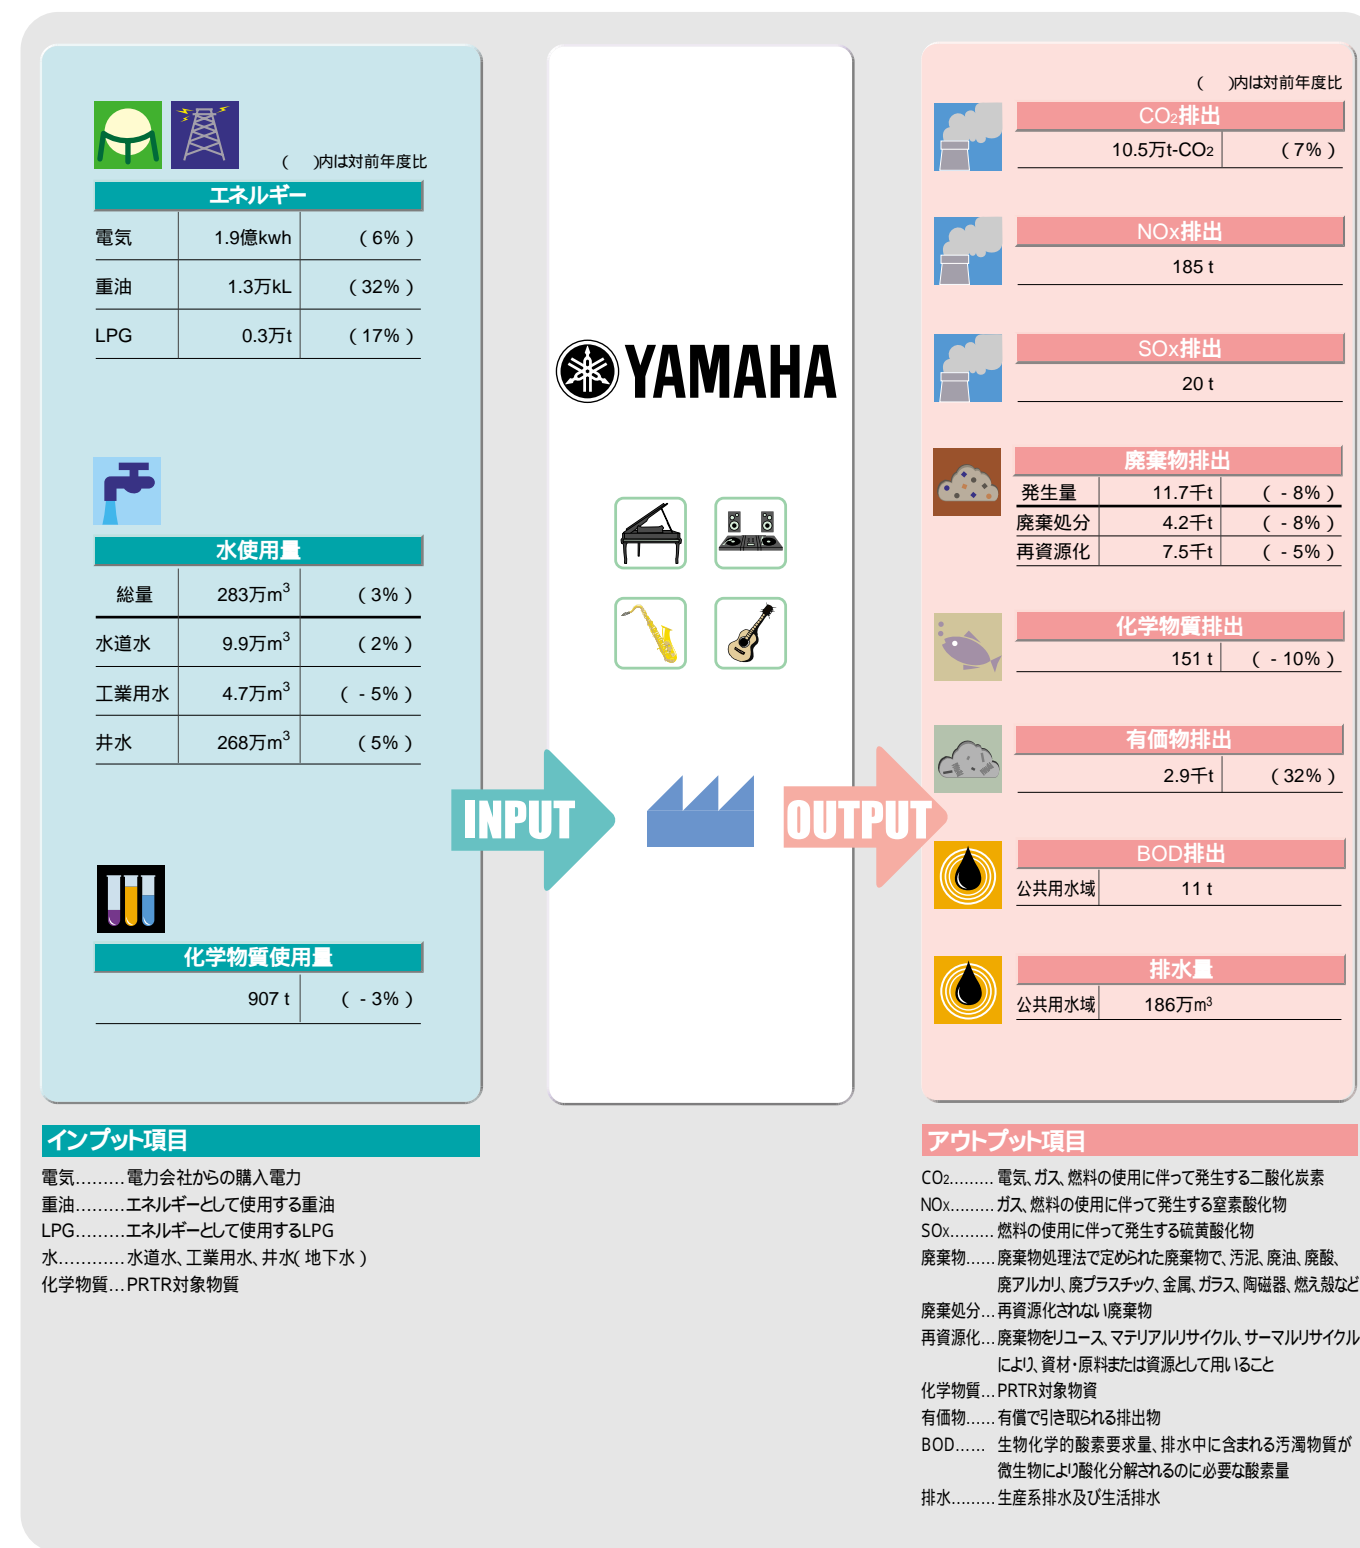 ( )内は対前年度比
エネルギー
電気 1.9億kwh ( 6% )
重油 1.3万kL ( 32% )
LPG 0.3万t ( 17% )
水使用量
総量 283万m³ ( 3% )
水道水 9.9万m³ ( 2% )
工業用水 4.7万m³ ( - 5% )
井水 268万m³ ( 5% )
化学物質使用量
907 t ( - 3% )
INPUT
YAMAHA
OUTPUT
( )内は対前年度比
CO₂排出
10.5万t-CO₂ ( 7% )
NOx排出
185 t
SOx排出
20 t
廃棄物排出
発生量 11.7千t ( - 8% )
廃棄処分 4.2千t ( - 8% )
再資源化 7.5千t ( - 5% )
化学物質排出
151 t ( - 10% )
有価物排出
2.9千t ( 32% )
BOD排出
公共用水域 11 t
排水量
公共用水域 186万m³
インプット項目
電気………電力会社からの購入電力
重油………エネルギーとして使用する重油
LPG………エネルギーとして使用するLPG
水…………水道水、工業用水、井水(地下水)
化学物質…PRTR対象物質
アウトプット項目
CO₂………電気、ガス、燃料の使用に伴って発生する二酸化炭素
NOx………ガス、燃料の使用に伴って発生する窒素酸化物
SOx………燃料の使用に伴って発生する硫黄酸化物
廃棄物……廃棄物処理法で定められた廃棄物で、汚泥、廃油、廃酸、
廃アルカリ、廃プラスチック、金属、ガラス、陶磁器、燃え殻など
廃棄処分…再資源化されない廃棄物
再資源化…廃棄物をリユース、マテリアルリサイクル、サーマルリサイクル
により、資材・原料または資源として用いること
化学物質…PRTR対象物資
有価物……有償で引き取られる排出物
BOD……生物化学的酸素要求量、排水中に含まれる汚濁物質が
微生物により酸化分解されるのに必要な酸素量
排水………生産系排水及び生活排水